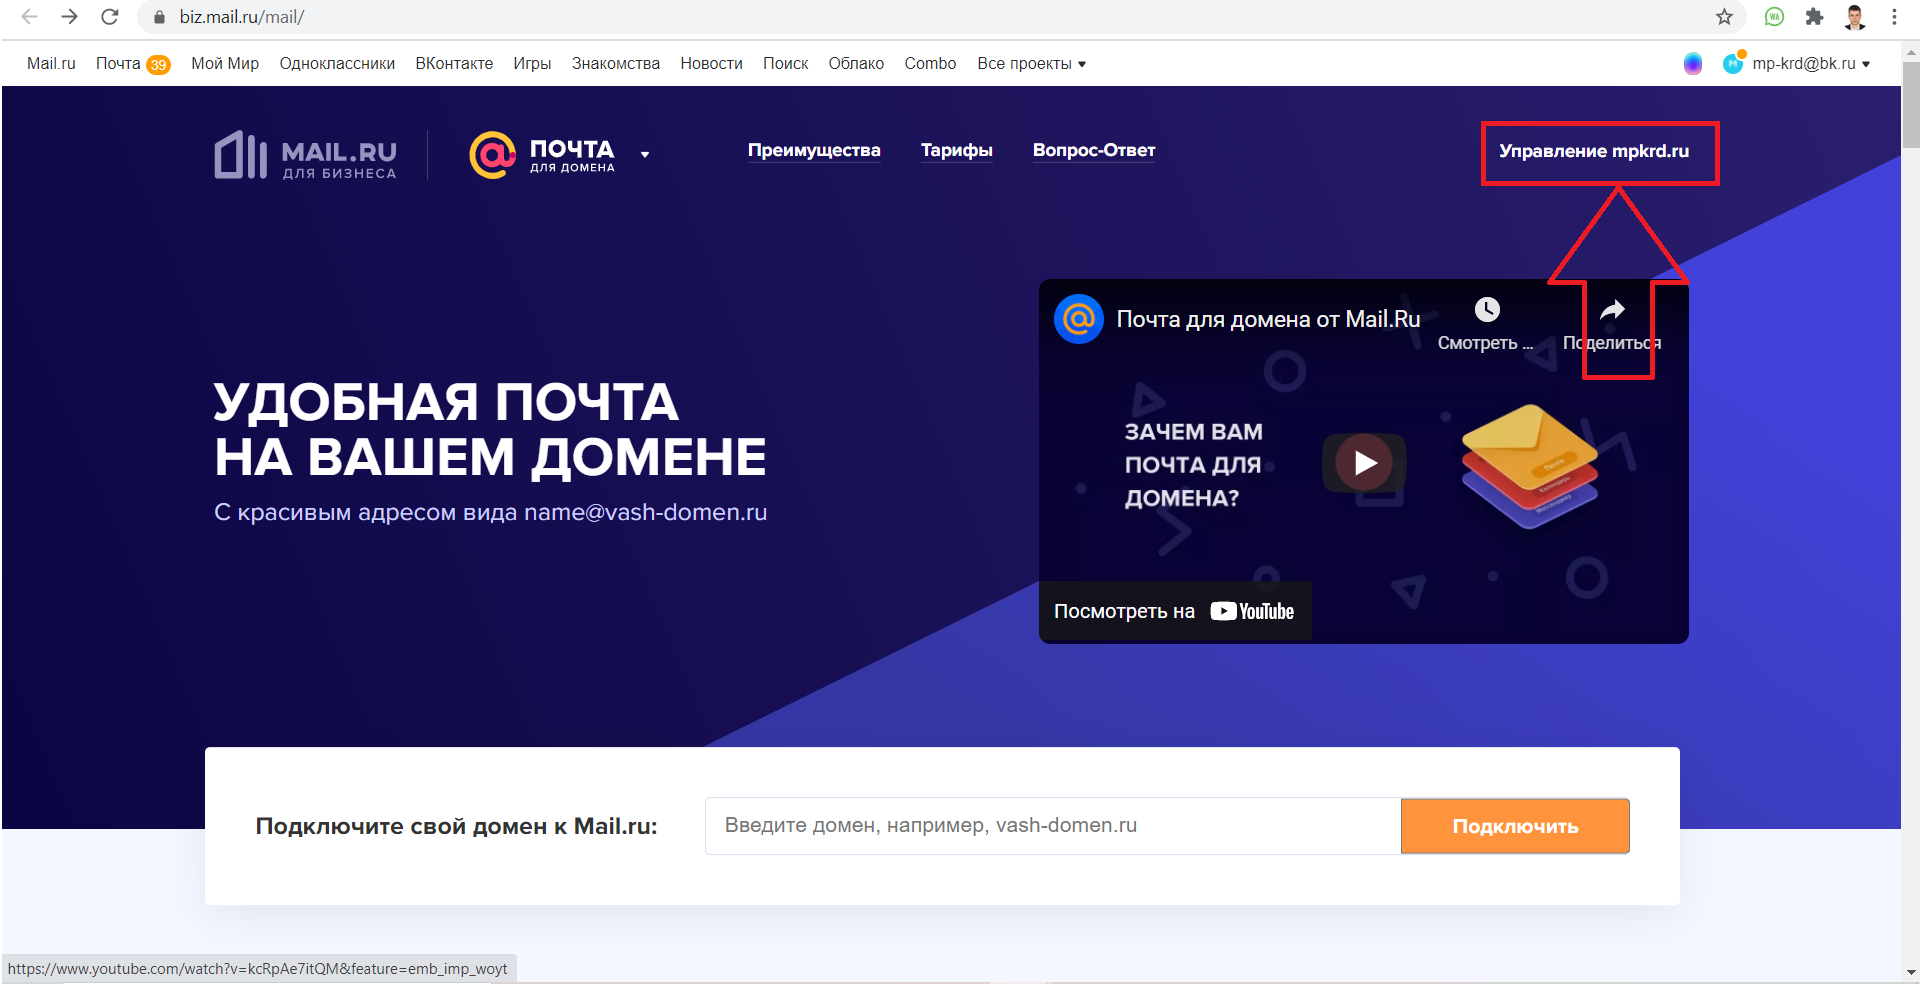 biz.mail.ru/mail/
Mail.ru Почта 39 Мой Мир Одноклассники ВКонтакте Игры Знакомства Новости Поиск Облако Combo Все проекты mp-krd@bk.ru
MAIL.RU
ДЛЯ БИЗНЕСА
ПОЧТА
ДЛЯ ДОМЕНА
Преимущества Тарифы Вопрос-Ответ
Управление mpkrd.ru
УДОБНАЯ ПОЧТА
НА ВАШЕМ ДОМЕНЕ
С красивым адресом вида name@vash-domen.ru
Почта для домена от Mail.Ru
Смотреть ...
Поделиться
ЗАЧЕМ ВАМ
ПОЧТА ДЛЯ
ДОМЕНА?
Почта
Календарь
Мессенджер
Посмотреть на YouTube
Подключите свой домен к Mail.ru:
Введите домен, например, vash-domen.ru
Подключить
https://www.youtube.com/watch?v=kcRpAe7itQM&feature=emb_imp_woyt